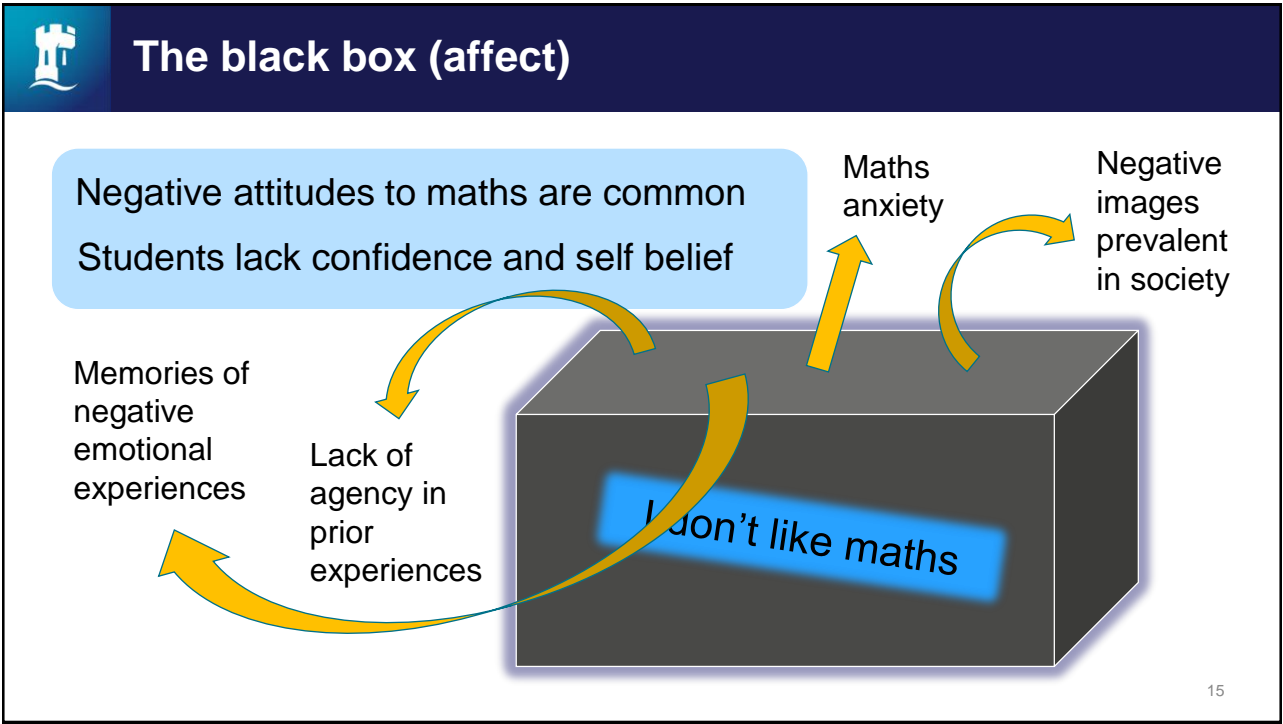 The black box (affect)
Negative attitudes to maths are common
Students lack confidence and self belief
Maths
anxiety
Negative
images
prevalent
in society
Memories of
negative
emotional
experiences
Lack of
agency in
prior
experiences
I don’t like maths
15